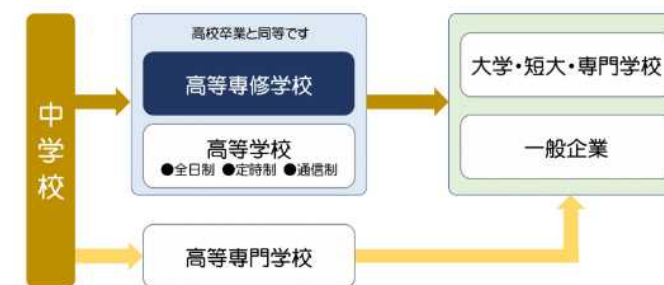 中学校
高校卒業と同等です
高等専修学校
高等学校
●全日制 ●定時制 ●通信制
高等専門学校
大学・短大・専門学校
一般企業